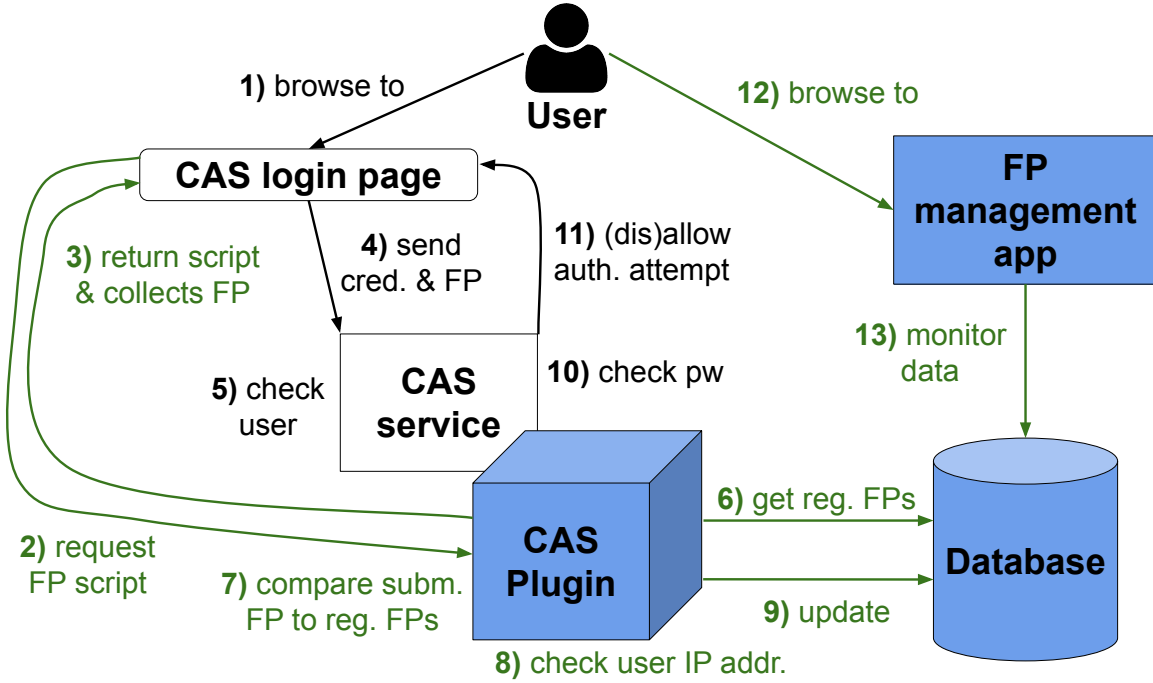 1) browse to
User
12) browse to
CAS login page
FP
management
app
3) return script
& collects FP
4) send
cred. & FP
11) (dis)allow
auth. attempt
13) monitor
data
5) check
user
CAS
service
10) check pw
2) request
FP script
7) compare subm.
FP to reg. FPs
CAS
Plugin
6) get reg. FPs
9) update
Database
8) check user IP addr.